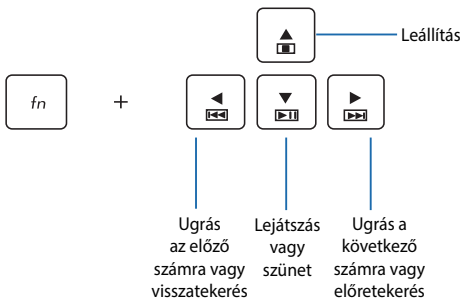 Leállítás
fn
+
Ugrás
az előző
számra vagy
visszatekerés
Lejátszás
vagy
szünet
Ugrás a
következő
számra vagy
előretekerés